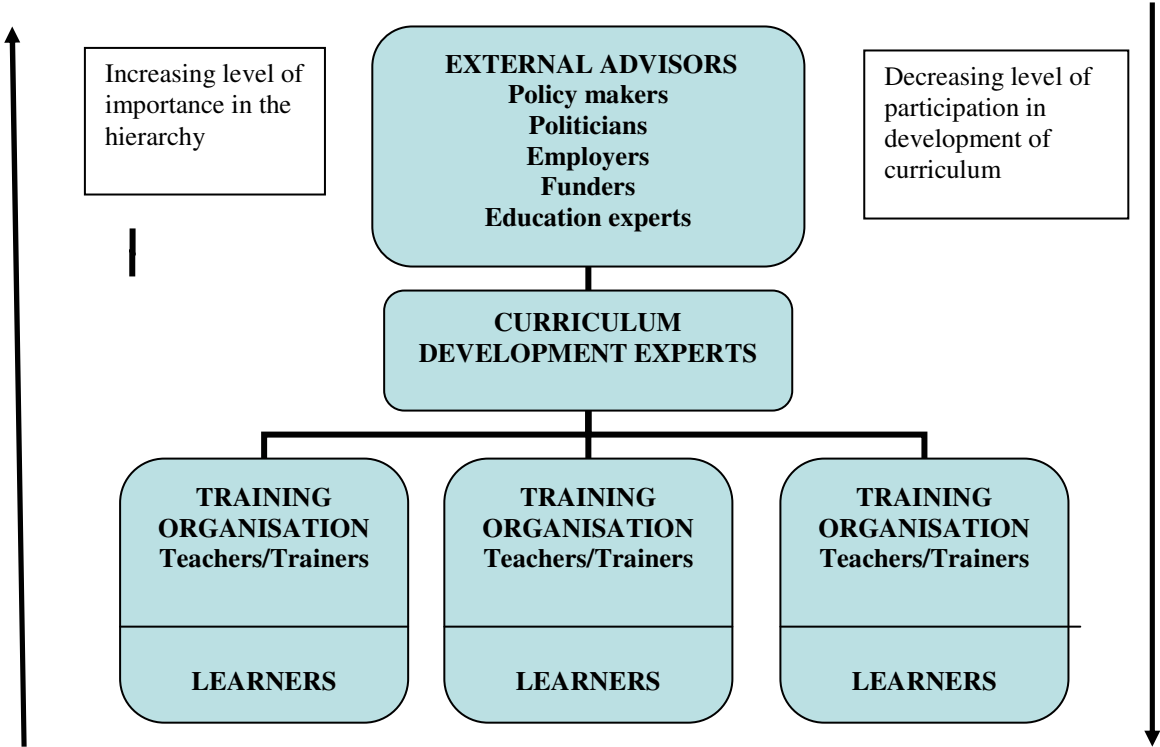 Increasing level of
importance in the
hierarchy
EXTERNAL ADVISORS
Policy makers
Politicians
Employers
Funders
Education experts
Decreasing level of
participation in
development of
curriculum
CURRICULUM
DEVELOPMENT EXPERTS
TRAINING
ORGANISATION
Teachers/Trainers
LEARNERS
TRAINING
ORGANISATION
Teachers/Trainers
LEARNERS
TRAINING
ORGANISATION
Teachers/Trainers
LEARNERS